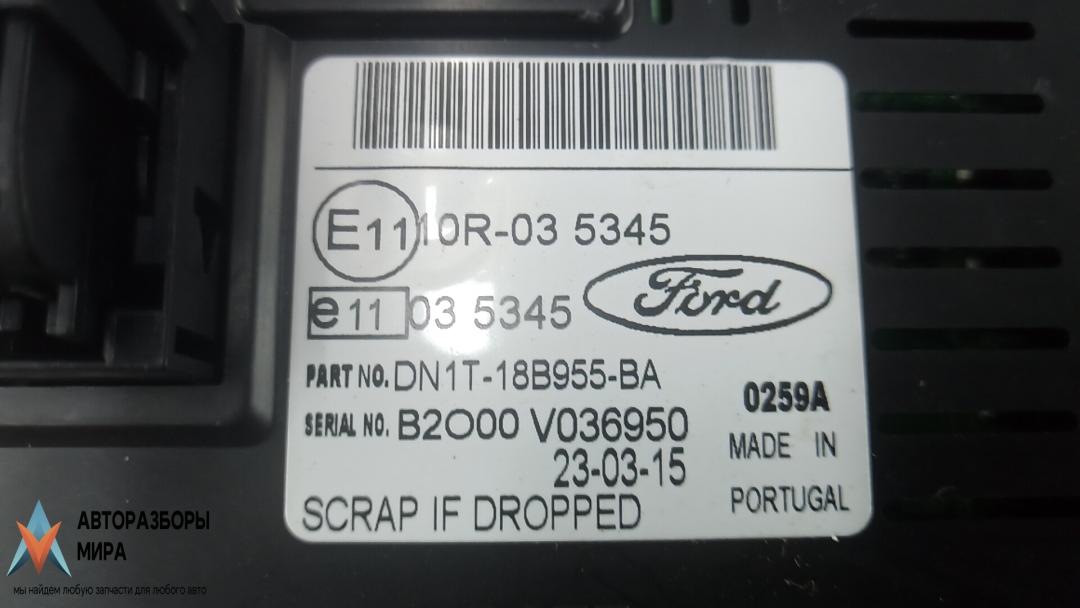 E11 10R-03 5345
e11 03 5345
Ford
PART NO. DN1T-18B955-BA
SERIAL NO. B2O00 V036950
0259A
23-03-15
MADE IN
PORTUGAL
SCRAP IF DROPPED
АВТОРАЗБОРЫ
МИРА
мы найдем любую запчасти для любого авто